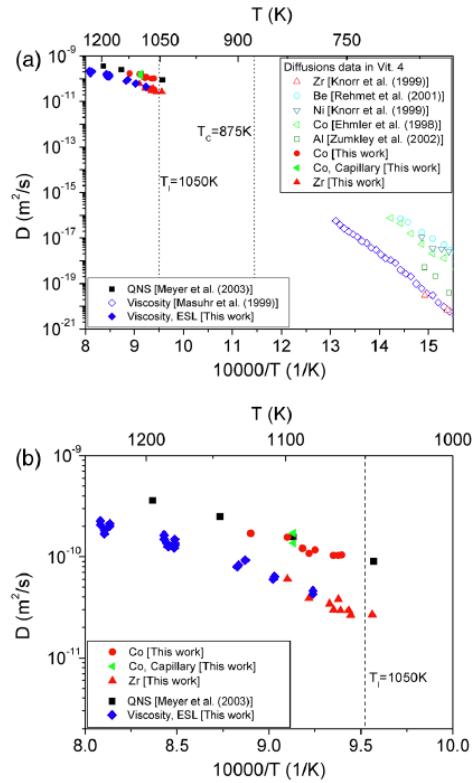 (a)
T (K)
1200 1050 900 750
10⁻⁹
10⁻¹¹
10⁻¹³
10⁻¹⁵
10⁻¹⁷
10⁻¹⁹
10⁻²¹
D (m²/s)
T_C=875K
T_l=1050K
Diffusions data in Vit. 4
Zr [Knorr et al. (1999)]
Be [Rehmet et al. (2001)]
Ni [Knorr et al. (1999)]
Co [Ehmler et al. (1998)]
Al [Zumkley et al. (2002)]
Co [This work]
Co, Capillary [This work]
Zr [This work]
QNS [Meyer et al. (2003)]
Viscosity [Masuhr et al. (1999)]
Viscosity, ESL [This work]
8 9 10 11 12 13 14 15
10000/T (1/K)
(b)
T (K)
1200 1100 1000
10⁻⁹
10⁻¹⁰
10⁻¹¹
D (m²/s)
T_l=1050K
Co [This work]
Co, Capillary [This work]
Zr [This work]
QNS [Meyer et al. (2003)]
Viscosity, ESL [This work]
8.0 8.5 9.0 9.5 10.0
10000/T (1/K)